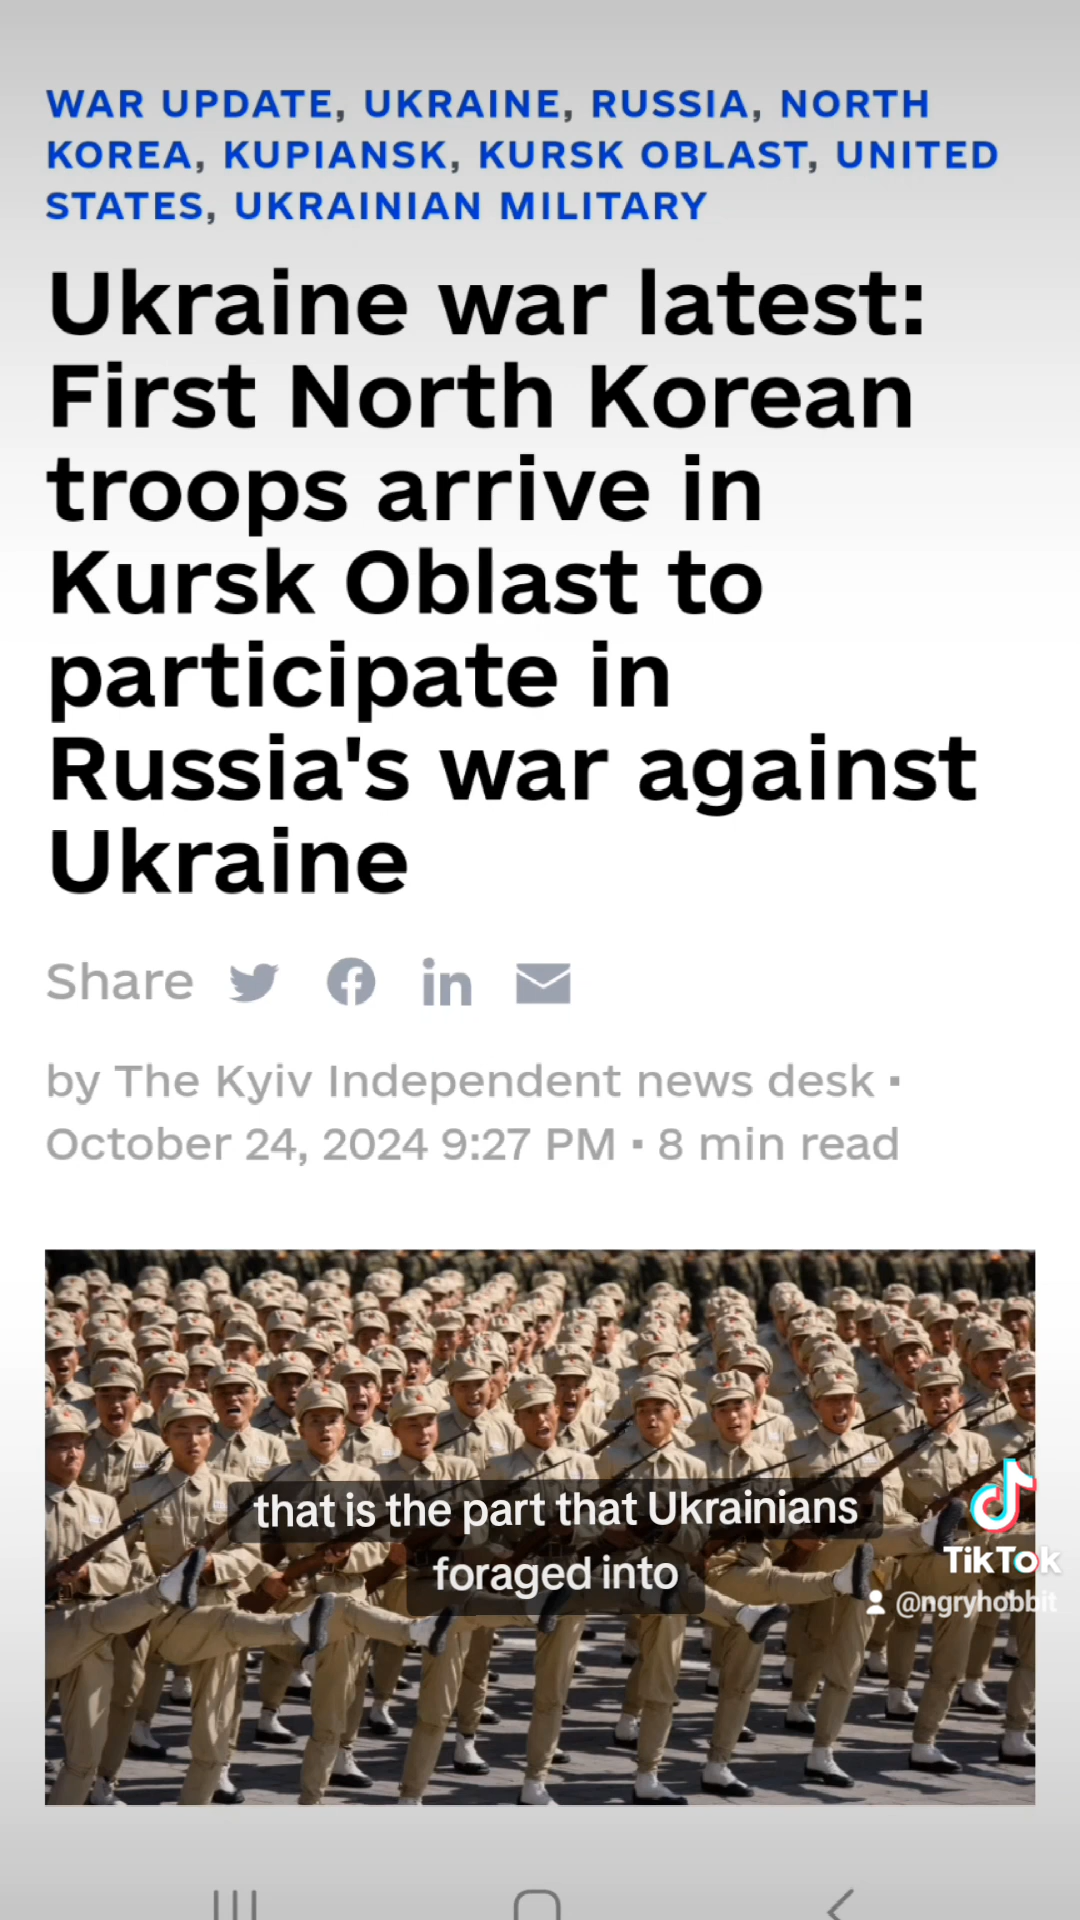 WAR UPDATE, UKRAINE, RUSSIA, NORTH
KOREA, KUPIANSK, KURSK OBLAST, UNITED
STATES, UKRAINIAN MILITARY
Ukraine war latest:
First North Korean
troops arrive in
Kursk Oblast to
participate in
Russia's war against
Ukraine
Share
by The Kyiv Independent news desk ▪
October 24, 2024 9:27 PM ▪ 8 min read
that is the part that Ukrainians
foraged into
TikTok
@ngryhobbit